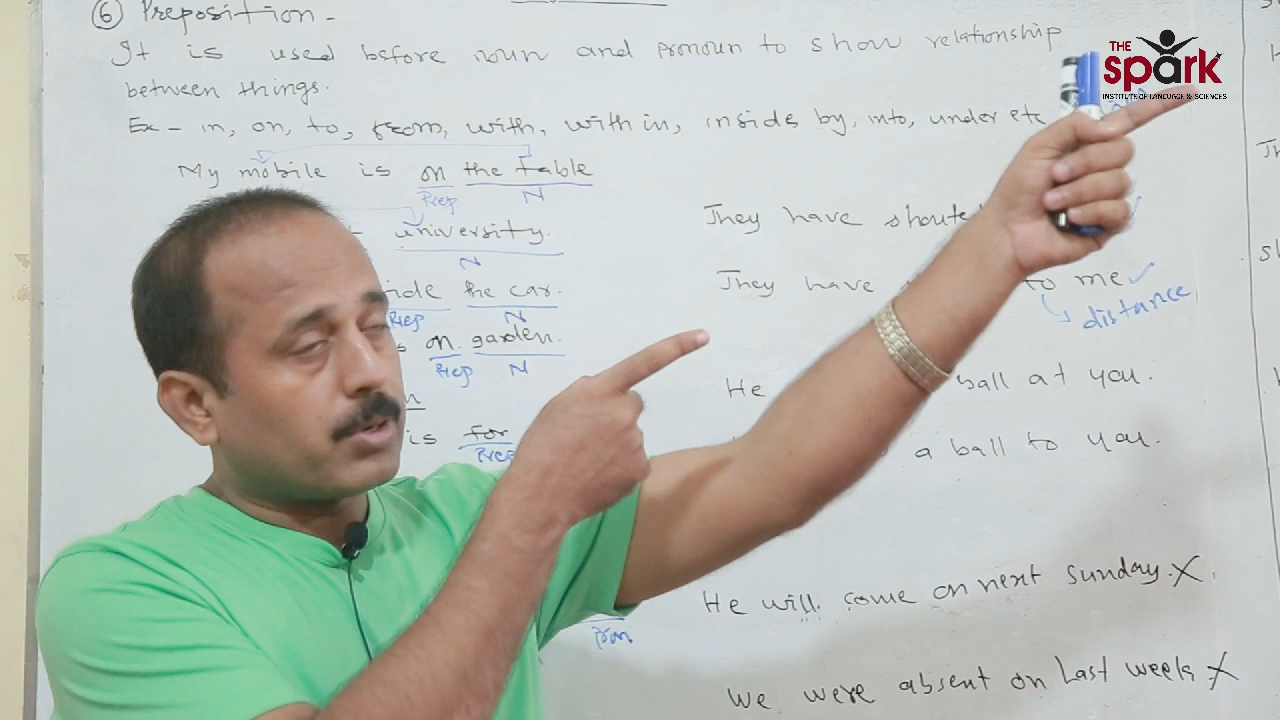 ⑥ Preposition -
It is used before noun and pronoun to show relationship
between things.
Ex - in, on, to, from, with, within, inside by, into, under etc
My mobile is on the table
Prep N
university.
N
the car.
Prep N
on garden.
Prep N
is for
Prep
Pron
They have
They have to me ✓
distance
He ball at you.
a ball to you.
He will come on next Sunday. X
We were absent on last week X
THE
spark
INSTITUTE OF LANGUAGE & SCIENCES